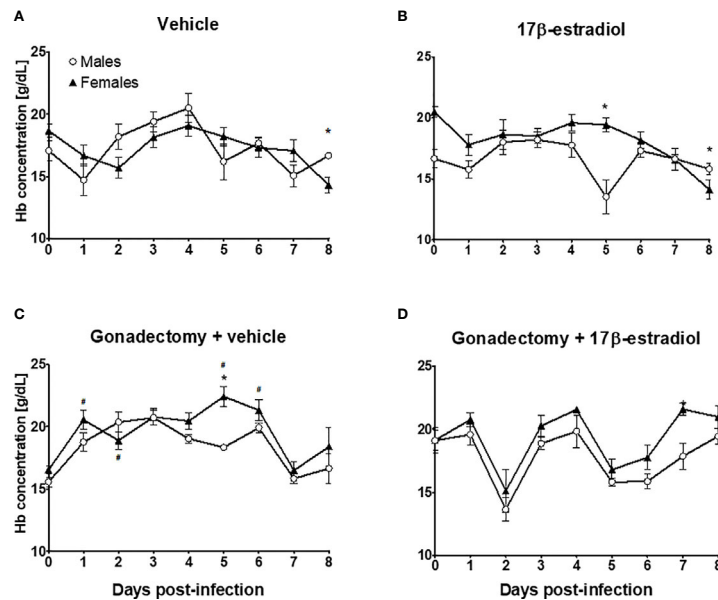 A
Vehicle
Hb concentration [g/dL]
25
20
15
10
Males
Females
*
0 1 2 3 4 5 6 7 8
B
17β-estradiol
25
20
15
10
*
*
0 1 2 3 4 5 6 7 8
C
Gonadectomy + vehicle
Hb concentration [g/dL]
25
20
15
10
#
#
#
*
#
0 1 2 3 4 5 6 7 8
Days post-infection
D
Gonadectomy + 17β-estradiol
25
20
15
10
*
0 1 2 3 4 5 6 7 8
Days post-infection